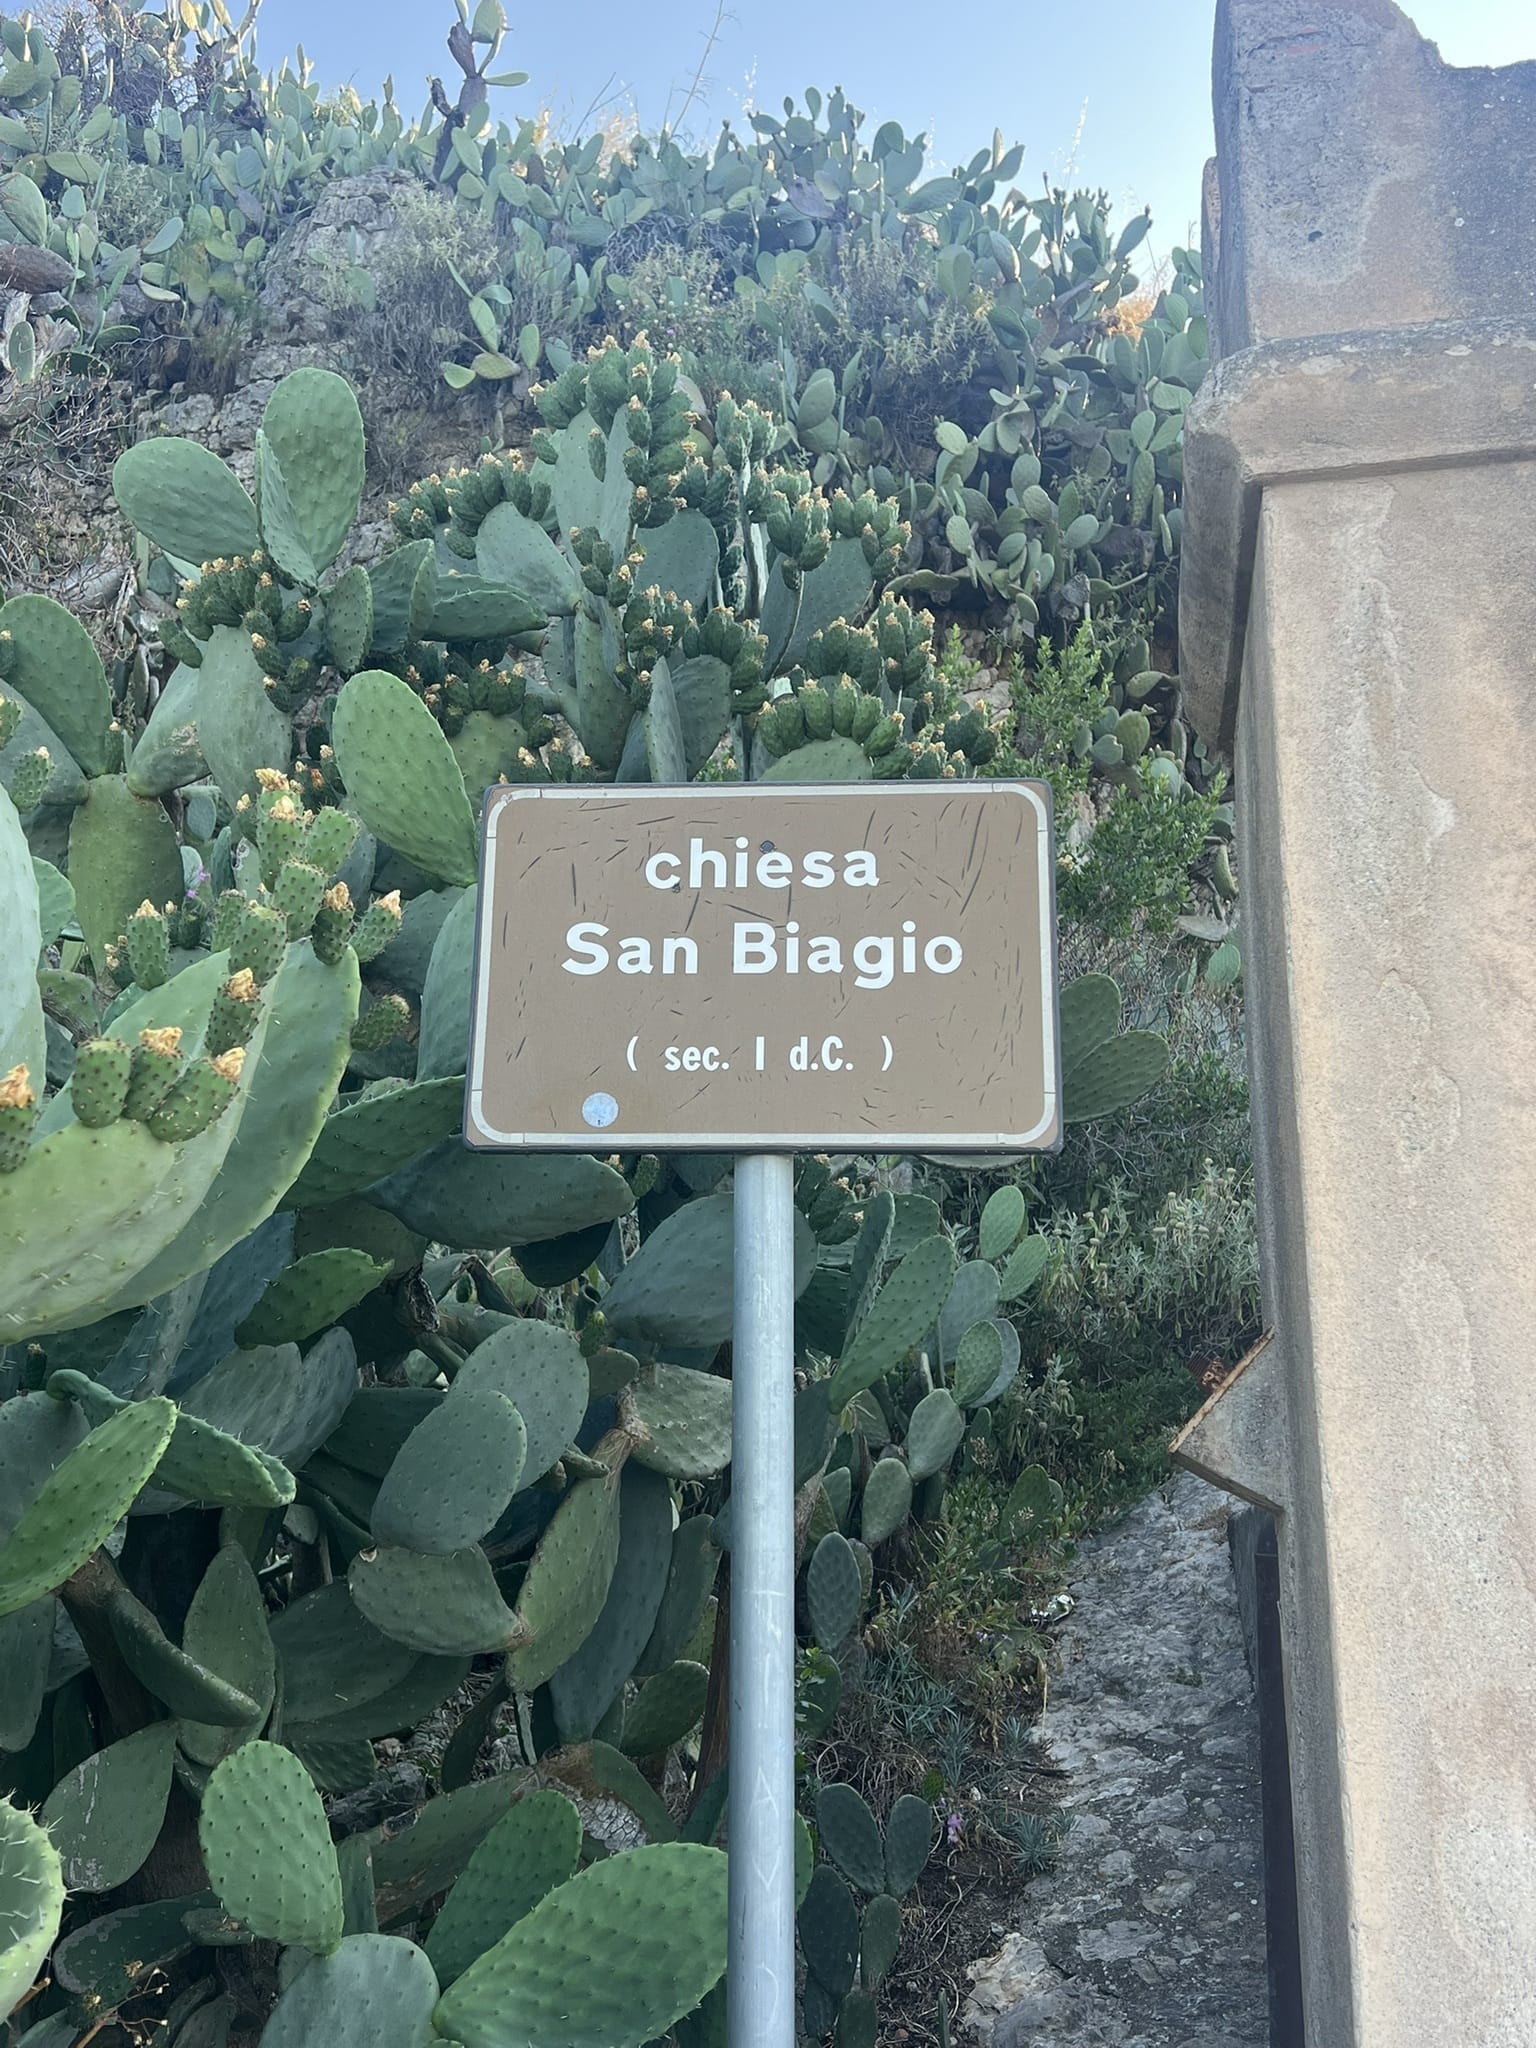 chiesa
San Biagio
( sec. I d.C. )